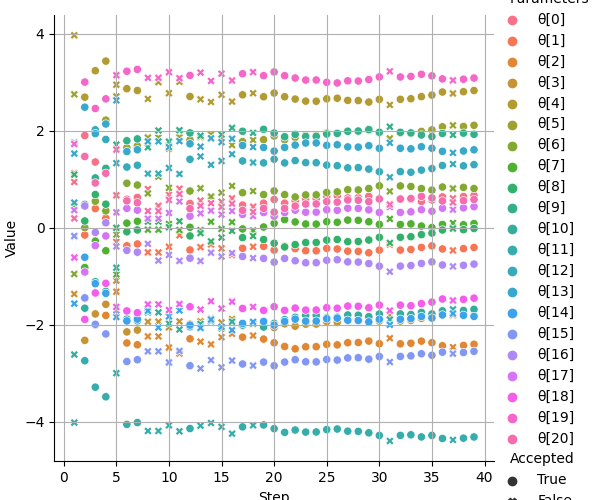 Parameters
θ[0]
θ[1]
θ[2]
θ[3]
θ[4]
θ[5]
θ[6]
θ[7]
θ[8]
θ[9]
θ[10]
θ[11]
θ[12]
θ[13]
θ[14]
θ[15]
θ[16]
θ[17]
θ[18]
θ[19]
θ[20]
Accepted
True
False
Value
4
2
0
−2
−4
0
5
10
15
20
25
30
35
40
Step